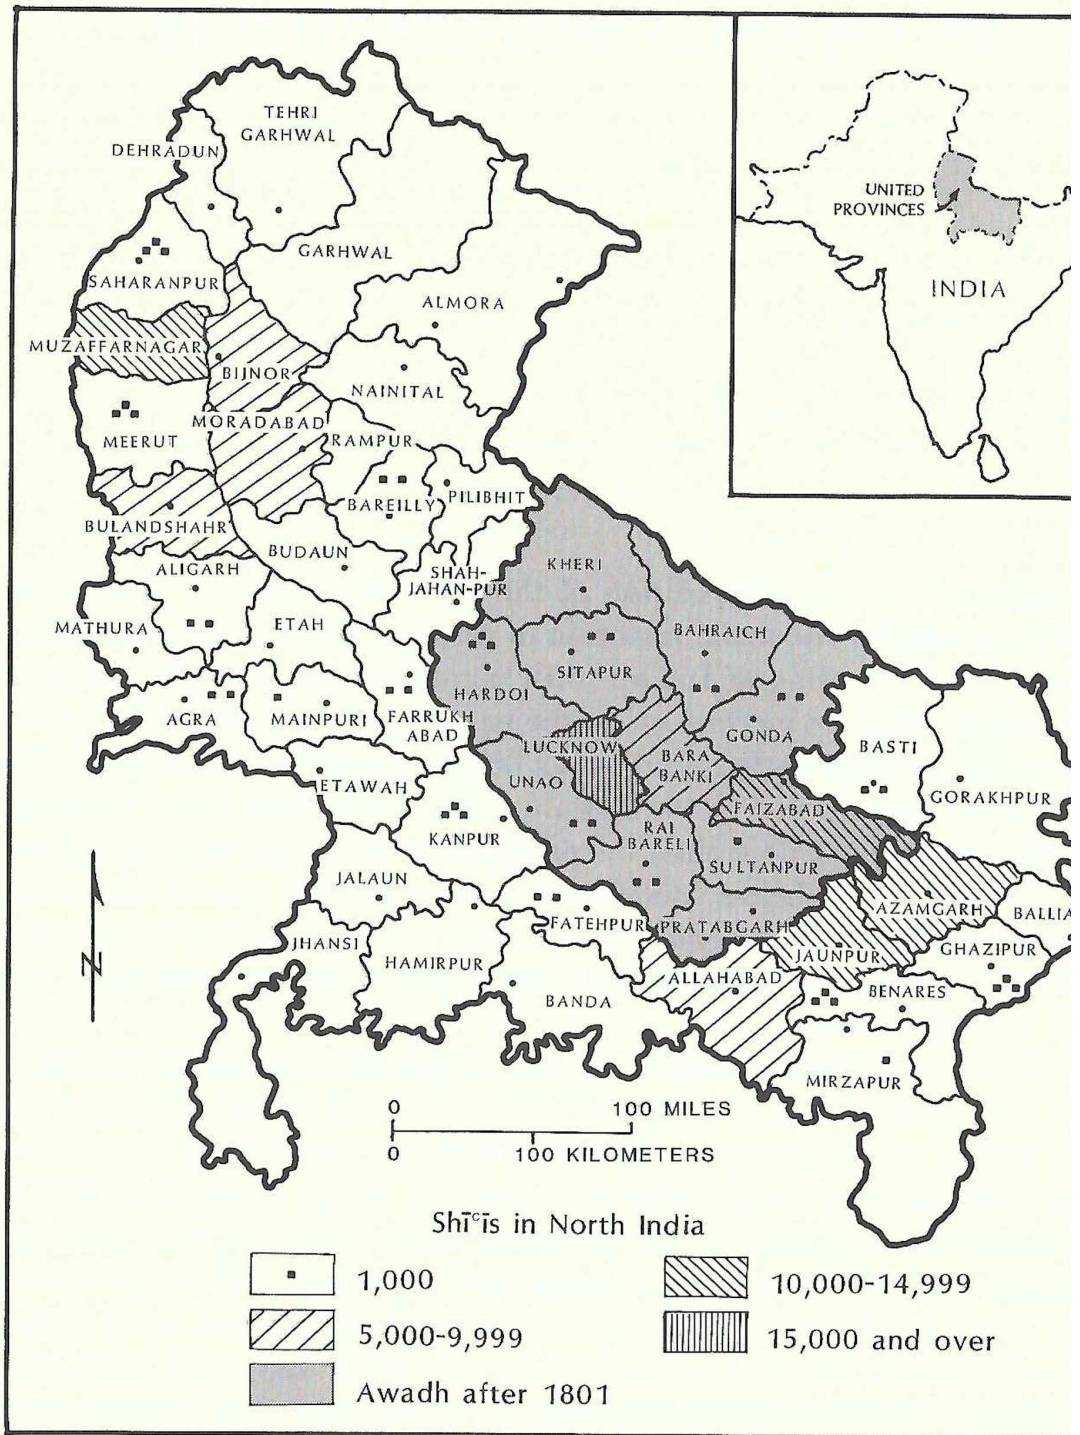 TEHRI
GARHWAL
DEHRADUN
UNITED
PROVINCES
INDIA
GARHWAL
SAHARANPUR
ALMORA
MUZAFFARNAGAR
BIJNOR
NAINITAL
MORADABAD
RAMPUR
MEERUT
BAREILLY
PILIBHIT
BULANDSHAHR
BUDAUN
KHERI
ALIGARH
SHAH-
JAHAN-PUR
MATHURA
ETAH
BAHRAICH
SITAPUR
HARDOI
AGRA
MAINPURI
FARRUKH
ABAD
GONDA
BASTI
LUCKNOW
BARA
BANKI
ETAWAH
UNAO
FAIZABAD
GORAKHPUR
KANPUR
RAI
BARELI
SULTANPUR
JALAUN
AZAMGARH
BALLIA
FATEHPUR
PRATABGARH
JHANSI
JAUNPUR
GHAZIPUR
HAMIRPUR
ALLAHABAD
BENARES
BANDA
MIRZAPUR
N
0 100 MILES
0 100 KILOMETERS
Shīʿīs in North India
1,000
10,000-14,999
5,000-9,999
15,000 and over
Awadh after 1801